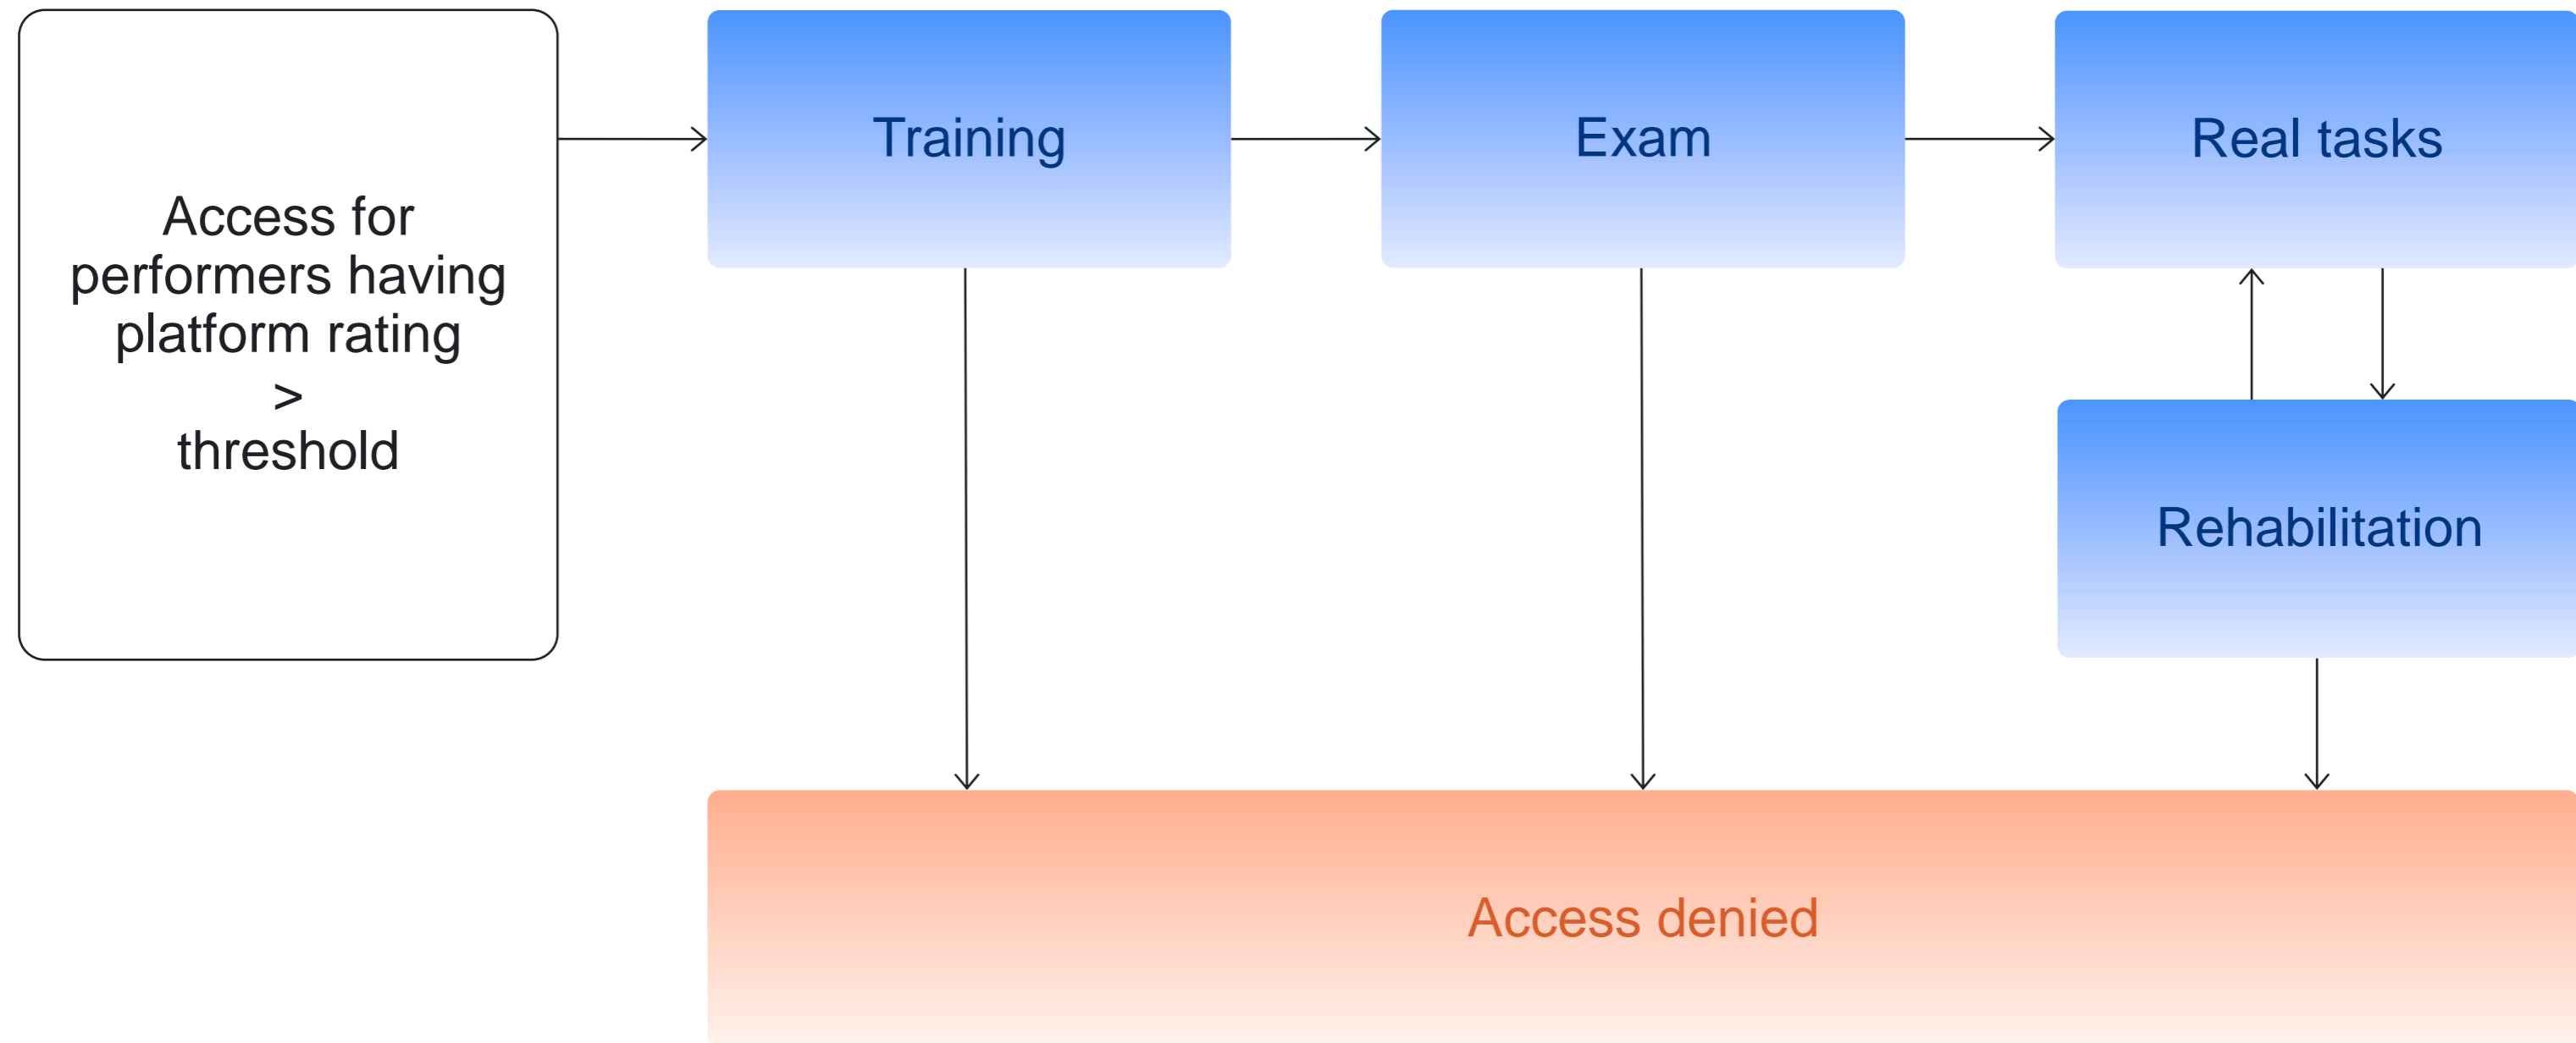 Access for
performers having
platform rating
>
threshold
Training
Exam
Real tasks
Rehabilitation
Access denied